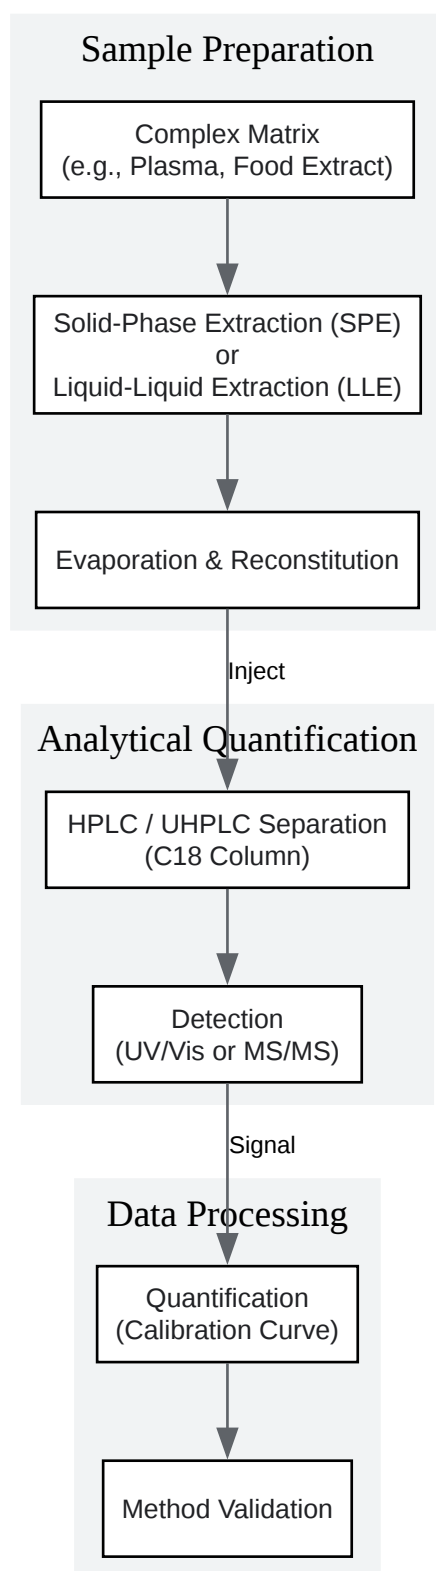 Sample Preparation
Complex Matrix
(e.g., Plasma, Food Extract)
Solid-Phase Extraction (SPE)
or
Liquid-Liquid Extraction (LLE)
Evaporation & Reconstitution
Inject
Analytical Quantification
HPLC / UHPLC Separation
(C18 Column)
Detection
(UV/Vis or MS/MS)
Signal
Data Processing
Quantification
(Calibration Curve)
Method Validation